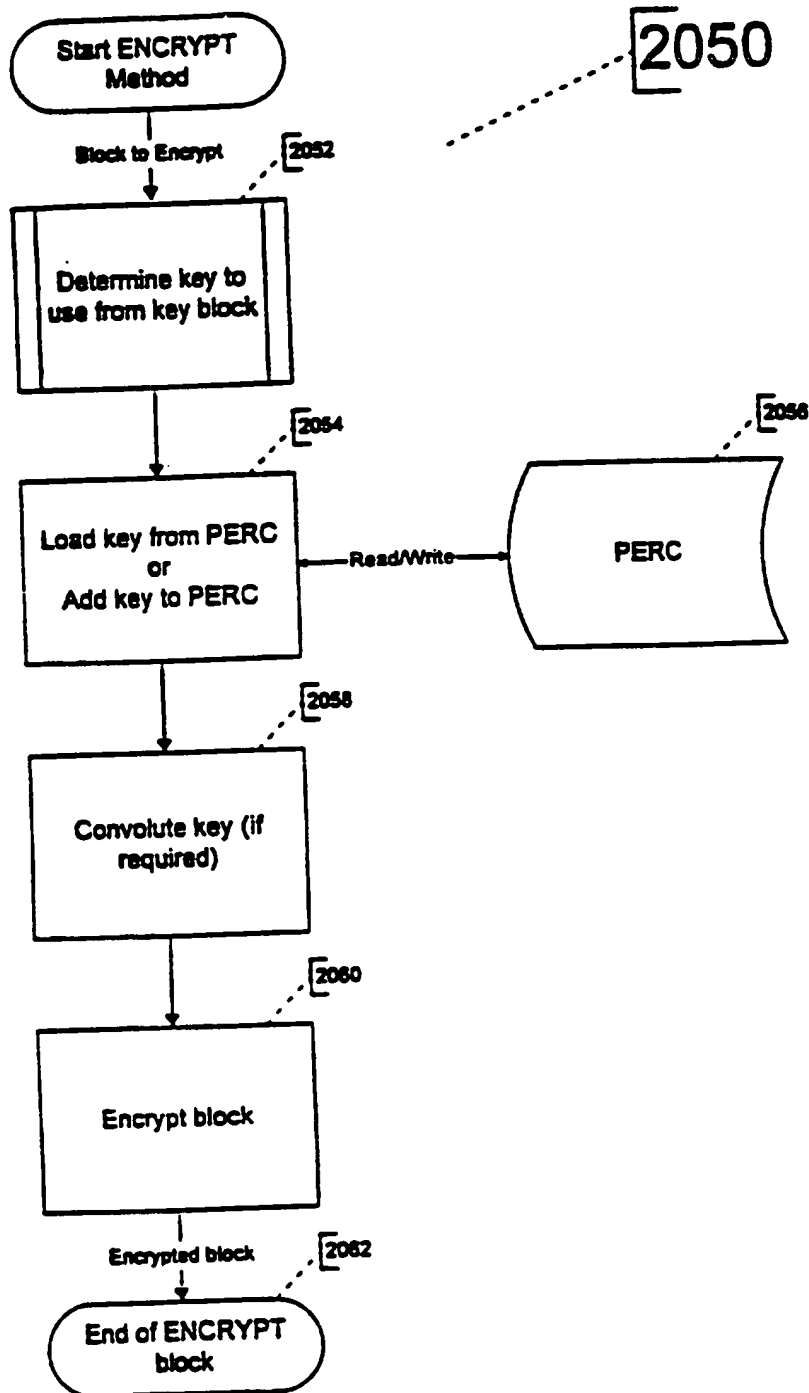 2050
Start ENCRYPT
Method
Block to Encrypt
2052
Determine key to
use from key block
2054
Load key from PERC
or
Add key to PERC
Read/Write
2056
PERC
2058
Convolute key (if
required)
2060
Encrypt block
Encrypted block
2062
End of ENCRYPT
block